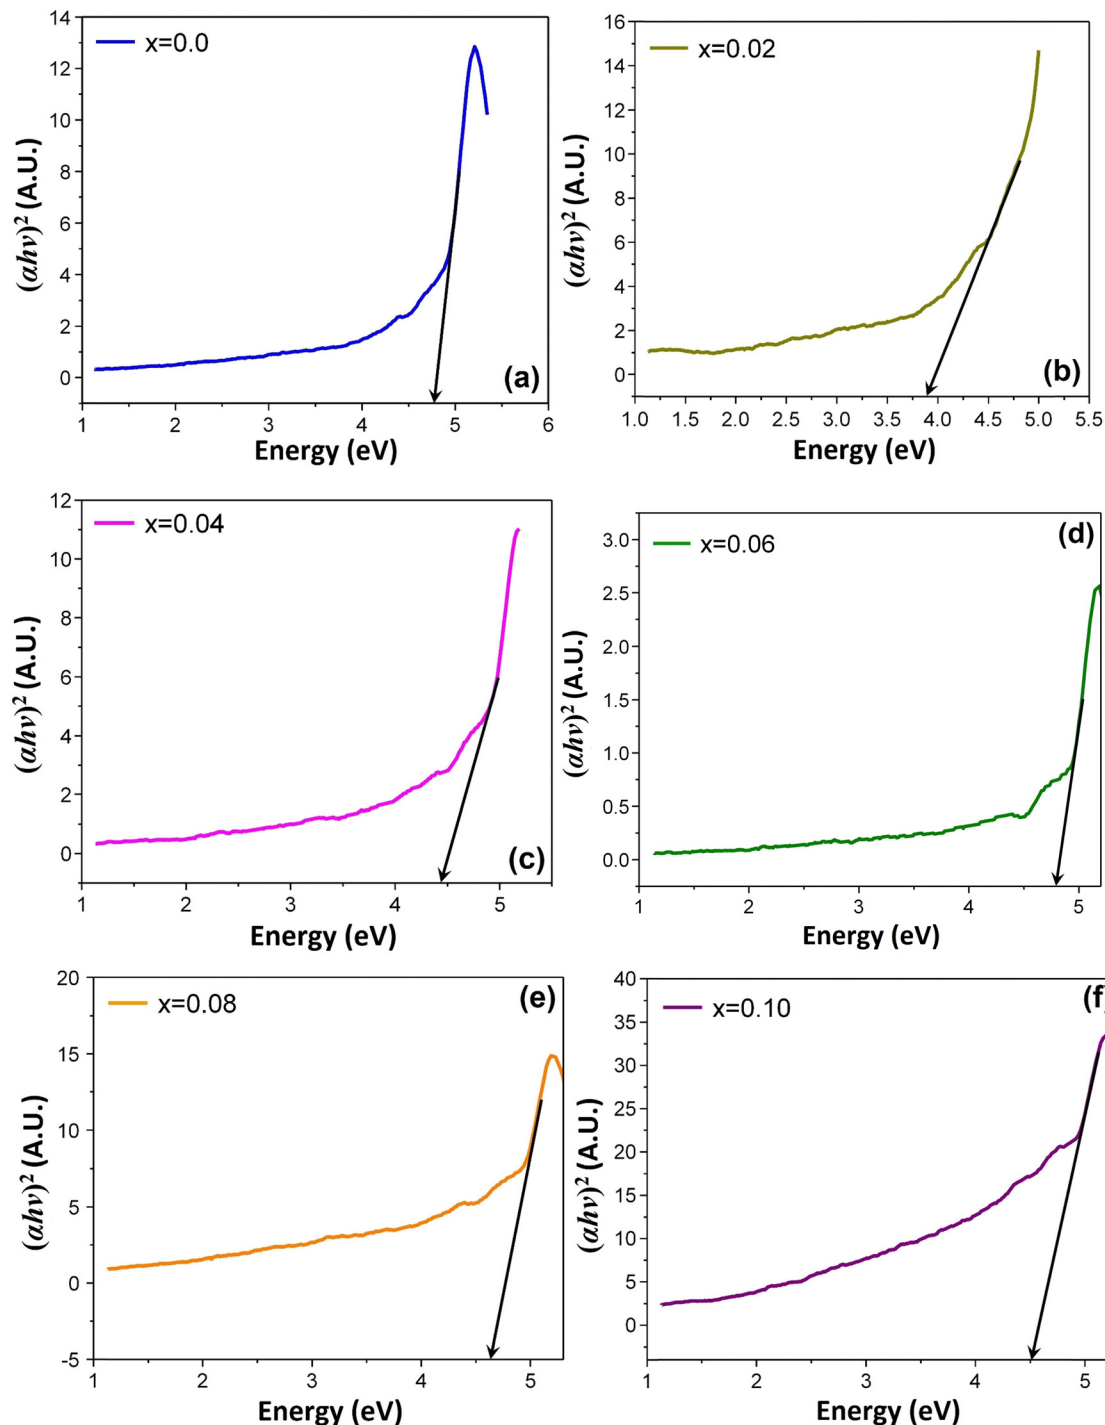 x=0.0
14
12
10
8
6
4
2
0
(αhν)² (A.U.)
1 2 3 4 5 6
Energy (eV)
(a)
x=0.02
16
14
12
10
8
6
4
2
0
(αhν)² (A.U.)
1.0 1.5 2.0 2.5 3.0 3.5 4.0 4.5 5.0 5.5
Energy (eV)
(b)
x=0.04
12
10
8
6
4
2
0
(αhν)² (A.U.)
1 2 3 4 5
Energy (eV)
(c)
x=0.06
(d)
3.0
2.5
2.0
1.5
1.0
0.5
0.0
(αhν)² (A.U.)
1 2 3 4 5
Energy (eV)
x=0.08
(e)
20
15
10
5
0
-5
(αhν)² (A.U.)
1 2 3 4 5
Energy (eV)
x=0.10
(f)
40
35
30
25
20
15
10
5
0
(αhν)² (A.U.)
1 2 3 4 5
Energy (eV)